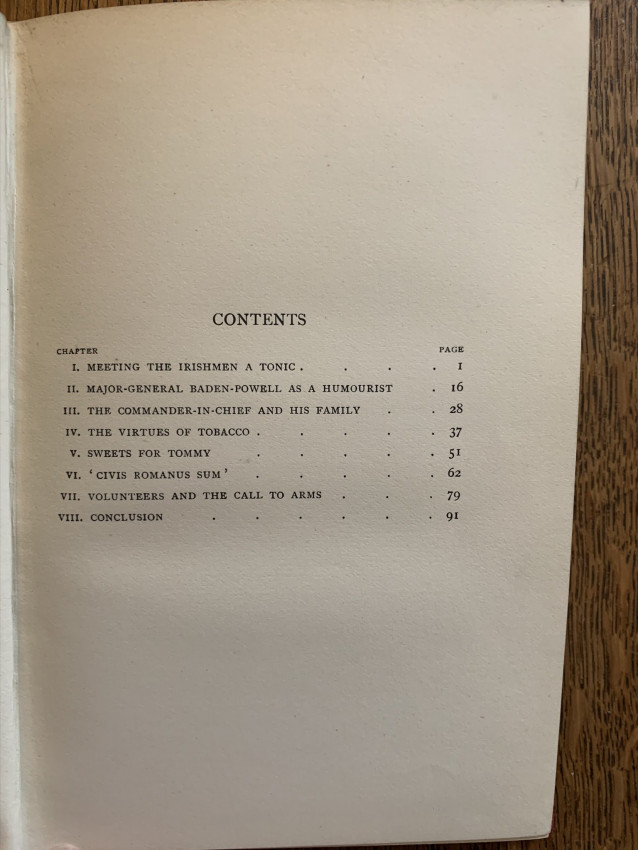 CONTENTS
CHAPTER PAGE
I. MEETING THE IRISHMEN A TONIC . . . . 1
II. MAJOR-GENERAL BADEN-POWELL AS A HUMOURIST . 16
III. THE COMMANDER-IN-CHIEF AND HIS FAMILY . . 28
IV. THE VIRTUES OF TOBACCO . . . . . 37
V. SWEETS FOR TOMMY . . . . . 51
VI. ‘CIVIS ROMANUS SUM’ . . . . . 62
VII. VOLUNTEERS AND THE CALL TO ARMS . . . 79
VIII. CONCLUSION . . . . . . 91